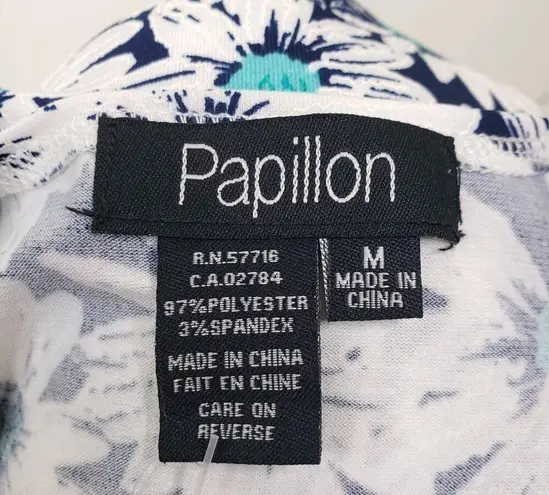 Papillon
R.N.57716
C.A.02784
97%POLYESTER
3%SPANDEX
MADE IN CHINA
FAIT EN CHINE
CARE ON
REVERSE
M
MADE IN
CHINA